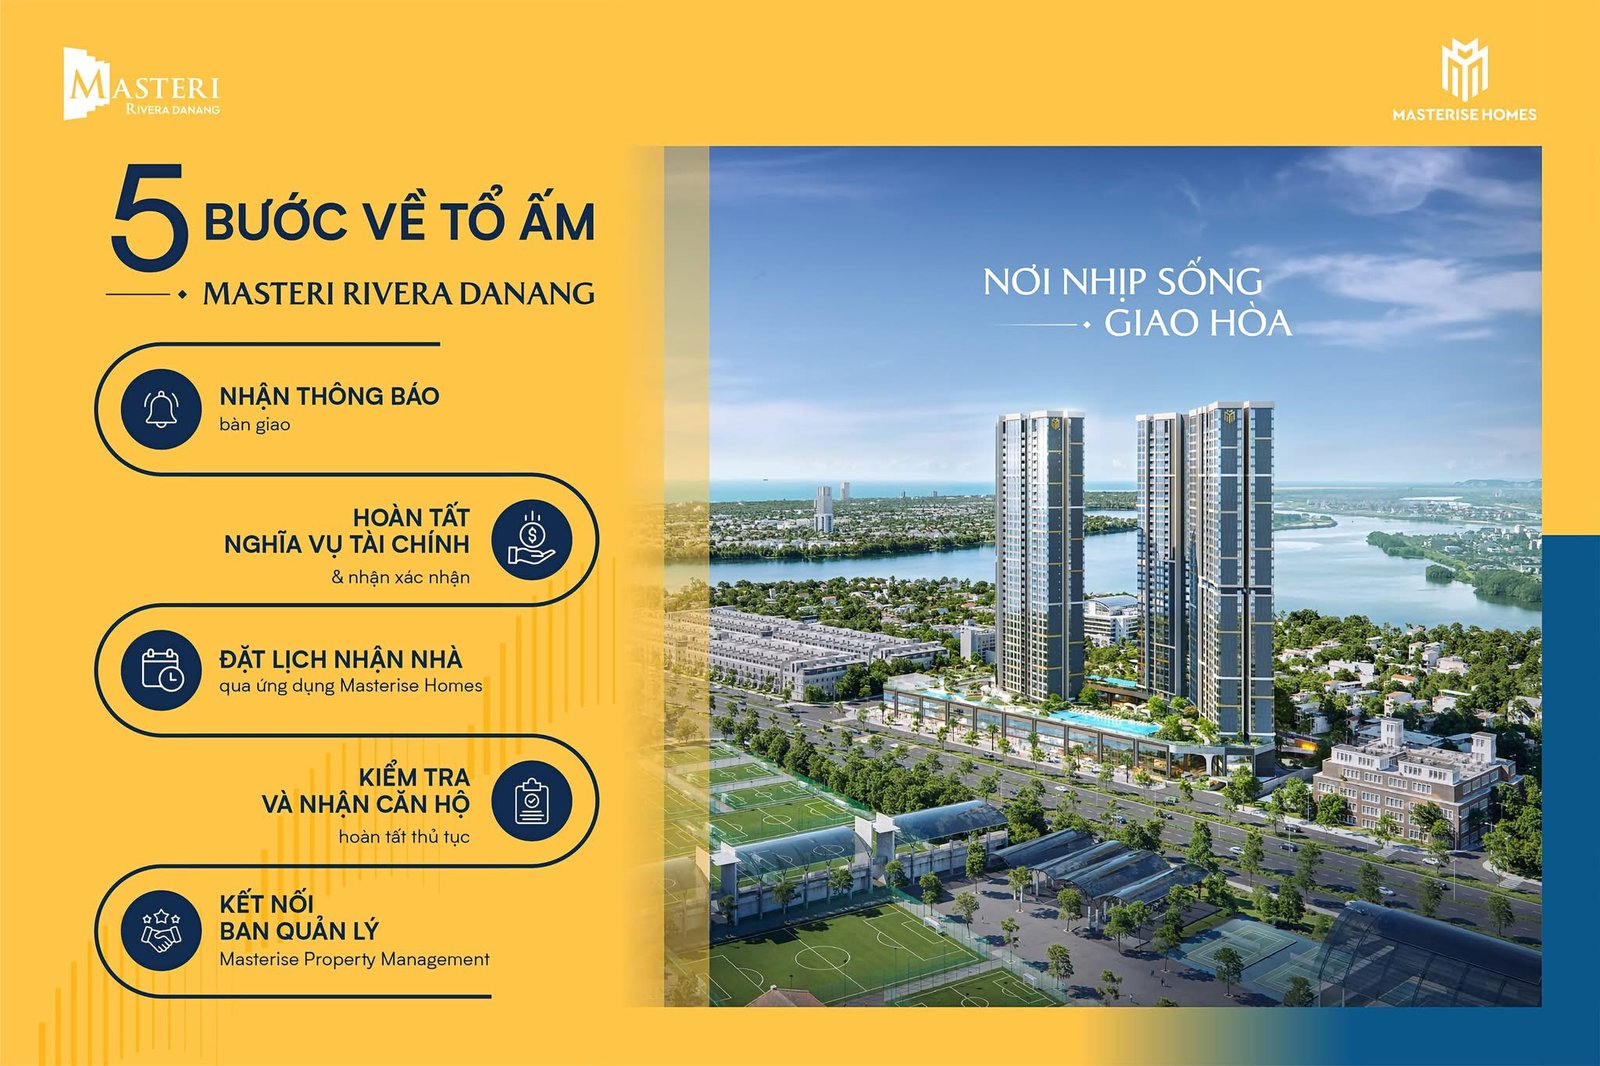 MASTERI
RIVERA DANANG
MASTERISE HOMES
5 BƯỚC VỀ TỔ ẤM
MASTERI RIVERA DANANG
NHẬN THÔNG BÁO
bàn giao
HOÀN TẤT
NGHĨA VỤ TÀI CHÍNH
& nhận xác nhận
ĐẶT LỊCH NHẬN NHÀ
qua ứng dụng Masterise Homes
KIỂM TRA
VÀ NHẬN CĂN HỘ
hoàn tất thủ tục
KẾT NỐI
BAN QUẢN LÝ
Masterise Property Management
NƠI NHỊP SỐNG
GIAO HÒA